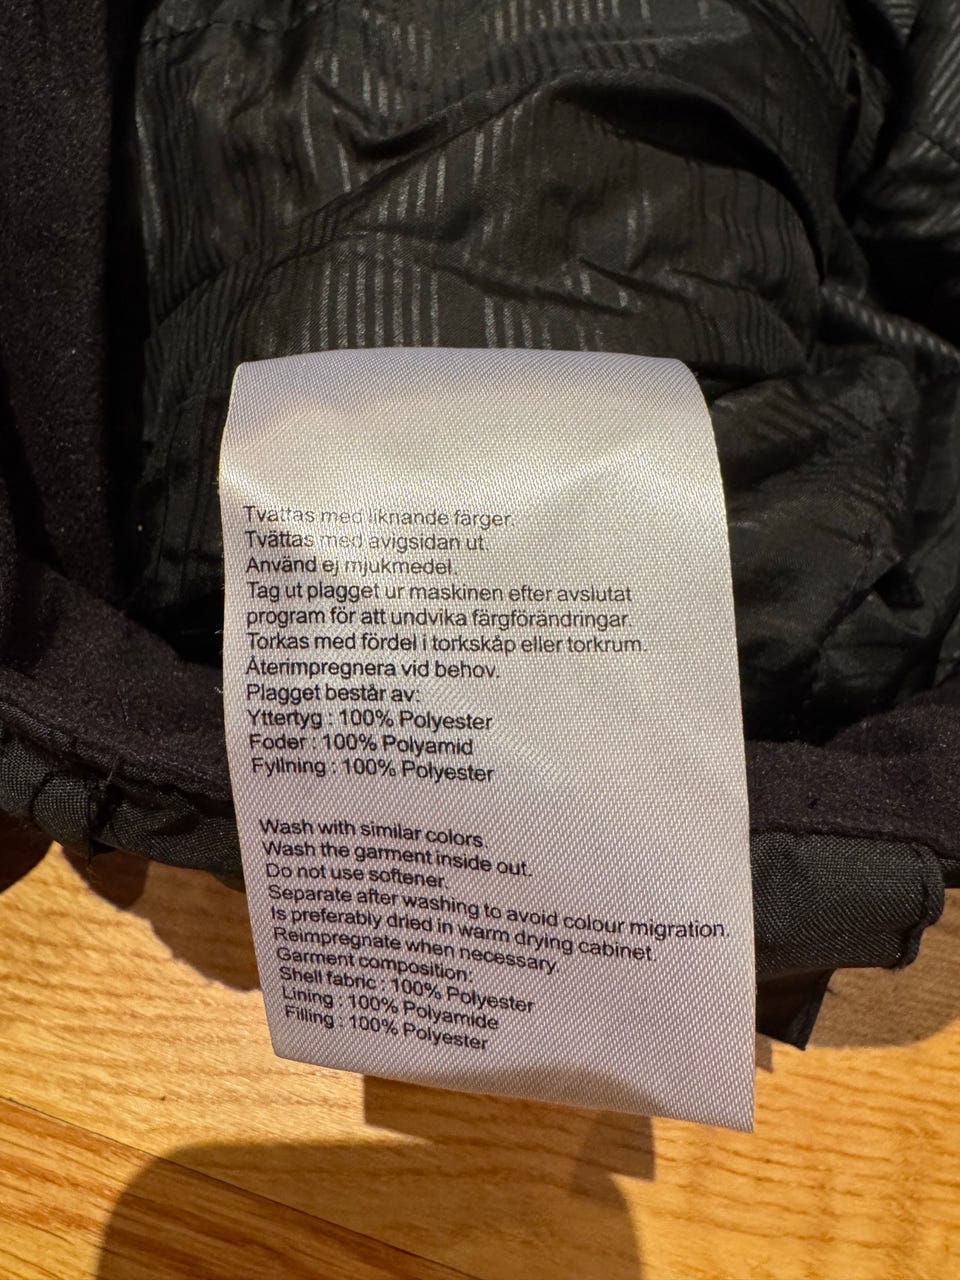 Tvättas med liknande färger.
Tvättas med avigsidan ut.
Använd ej mjukmedel.
Tag ut plagget ur maskinen efter avslutat
program för att undvika färgförändringar.
Torkas med fördel i torkskåp eller torkrum.
Återimpregnera vid behov.
Plagget består av:
Yttertyg : 100% Polyester
Foder : 100% Polyamid
Fyllning : 100% Polyester
Wash with similar colors.
Wash the garment inside out.
Do not use softener.
Separate after washing to avoid colour migration.
Is preferably dried in warm drying cabinet.
Reimpregnate when necessary.
Garment composition:
Shell fabric : 100% Polyester
Lining : 100% Polyamide
Filling : 100% Polyester